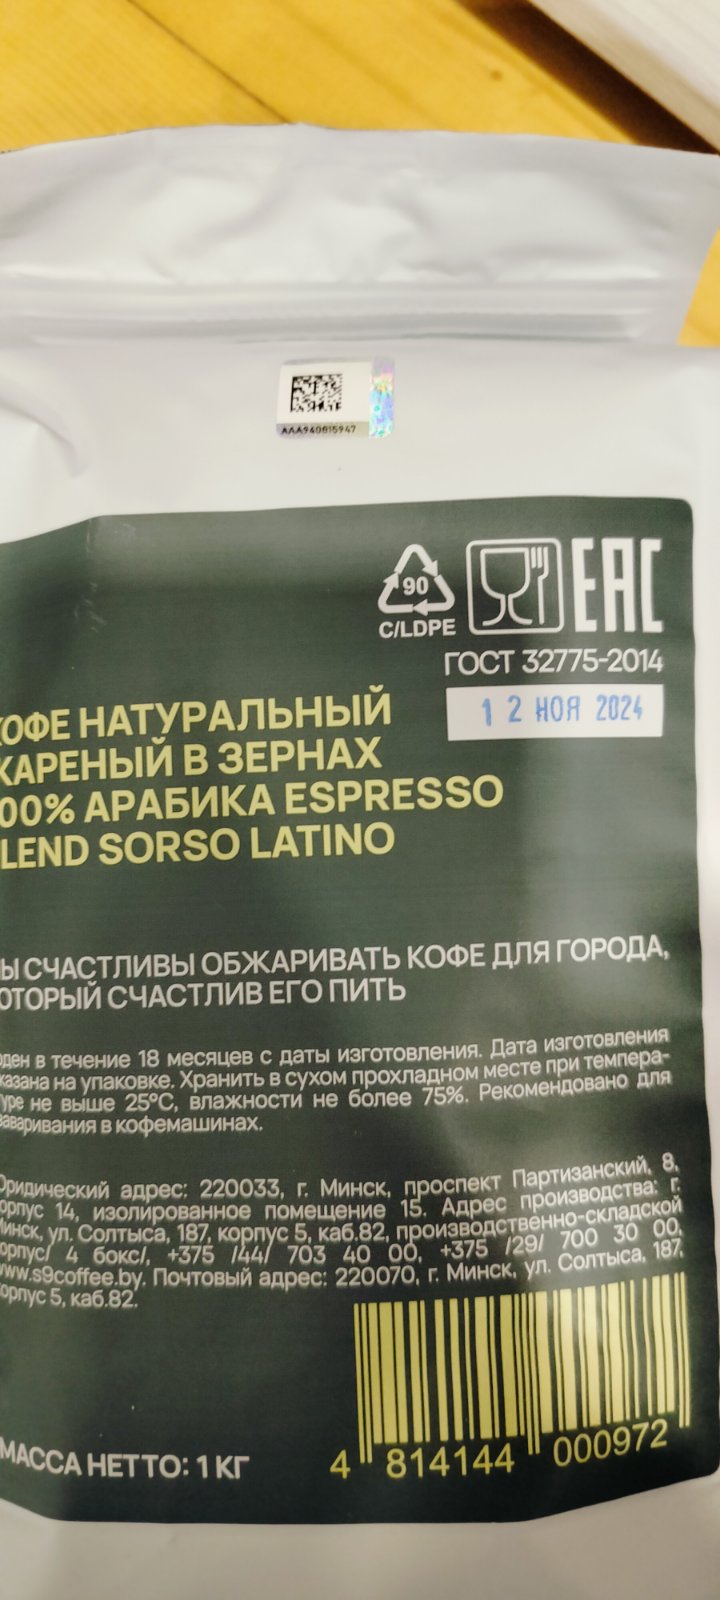 AAA940815947
90
C/LDPE
EAC
ГОСТ 32775-2014
12 НОЯ 2024
КОФЕ НАТУРАЛЬНЫЙ
ЖАРЕНЫЙ В ЗЕРНАХ
00% АРАБИКА ESPRESSO
LEND SORSO LATINO
Ы СЧАСТЛИВЫ ОБЖАРИВАТЬ КОФЕ ДЛЯ ГОРОДА,
ОТОРЫЙ СЧАСТЛИВ ЕГО ПИТЬ
оден в течение 18 месяцев с даты изготовления. Дата изготовления
казана на упаковке. Хранить в сухом прохладном месте при темпера-
уре не выше 25°С, влажности не более 75%. Рекомендовано для
заваривания в кофемашинах.
Юридический адрес: 220033, г. Минск, проспект Партизанский, 8,
орпус 14, изолированное помещение 15. Адрес производства: г.
Минск, ул. Солтыса, 187, корпус 5, каб.82, производственно-складской
орпус/ 4 бокс/, +375 /44/ 703 40 00, +375 /29/ 700 30 00,
www.s9coffee.by. Почтовый адрес: 220070, г. Минск, ул. Солтыса, 187,
орпус 5, каб.82.
МАССА НЕТТО: 1 КГ
4 814144 000972